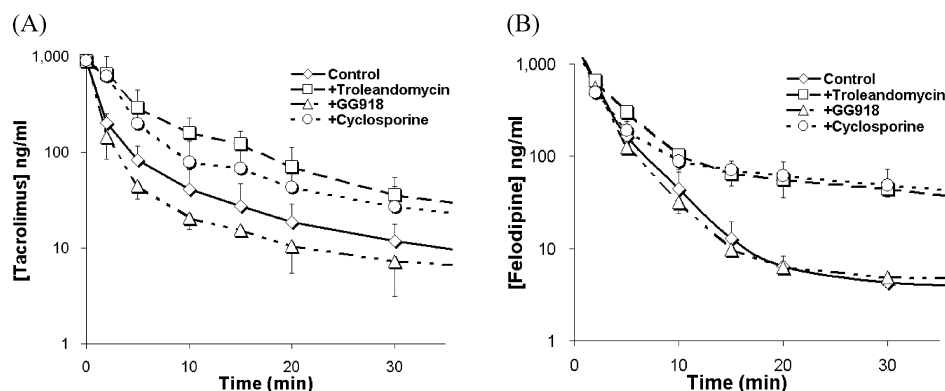 (A)
1,000
100
10
1
[Tacrolimus] ng/ml
0
10
20
30
Time (min)
Control
+Troleandomycin
+GG918
+Cyclosporine
(B)
1,000
100
10
1
[Felodipine] ng/ml
0
10
20
30
Time (min)
Control
+Troleandomycin
+GG918
+Cyclosporine